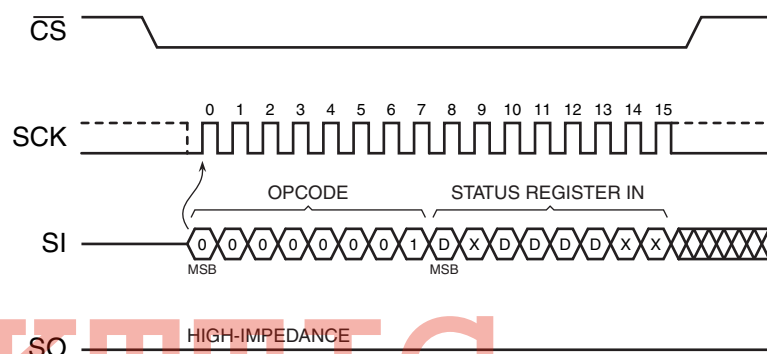 CS
0 1 2 3 4 5 6 7 8 9 10 11 12 13 14 15
SCK
OPCODE STATUS REGISTER IN
SI 0 0 0 0 0 0 0 1 D X D D D D X X
MSB MSB
HIGH-IMPEDANCE
SO